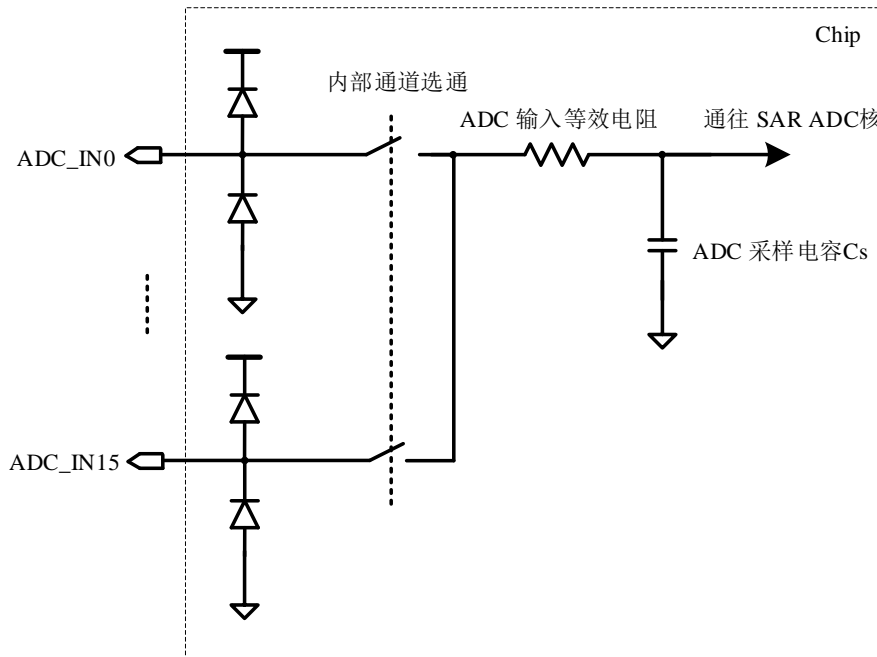 Chip
内部通道选通
ADC 输入等效电阻
通往 SAR ADC核
ADC_IN0
ADC 采样电容Cs
ADC_IN15